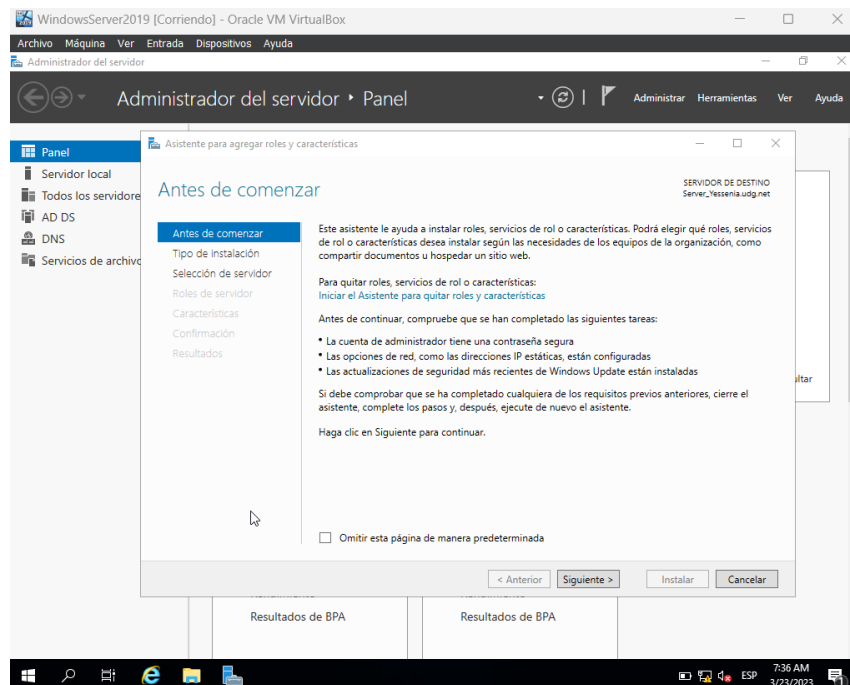 WindowsServer2019 [Corriendo] - Oracle VM VirtualBox
Archivo Máquina Ver Entrada Dispositivos Ayuda
Administrador del servidor
Administrador del servidor ‣ Panel
Administrar Herramientas Ver Ayuda
Panel
Servidor local
Todos los servidore
AD DS
DNS
Servicios de archivo
Asistente para agregar roles y características
Antes de comenzar
SERVIDOR DE DESTINO
Server_Yessenia.udg.net
Antes de comenzar
Tipo de instalación
Selección de servidor
Roles de servidor
Características
Confirmación
Resultados
Este asistente le ayuda a instalar roles, servicios de rol o características. Podrá elegir qué roles, servicios
de rol o características desea instalar según las necesidades de los equipos de la organización, como
compartir documentos u hospedar un sitio web.
Para quitar roles, servicios de rol o características:
Iniciar el Asistente para quitar roles y características
Antes de continuar, compruebe que se han completado las siguientes tareas:
• La cuenta de administrador tiene una contraseña segura
• Las opciones de red, como las direcciones IP estáticas, están configuradas
• Las actualizaciones de seguridad más recientes de Windows Update están instaladas
Si debe comprobar que se ha completado cualquiera de los requisitos previos anteriores, cierre el
asistente, complete los pasos y, después, ejecute de nuevo el asistente.
Haga clic en Siguiente para continuar.
Omitir esta página de manera predeterminada
< Anterior Siguiente > Instalar Cancelar
ultar
Resultados de BPA
Resultados de BPA
ESP
7:36 AM
3/23/2023
1